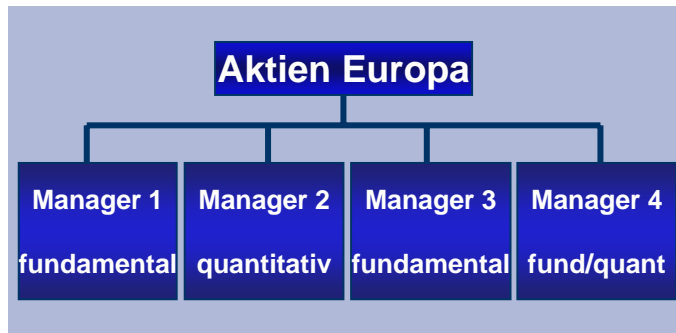 Aktien Europa
Manager 1
fundamental
Manager 2
quantitativ
Manager 3
fundamental
Manager 4
fund/quant